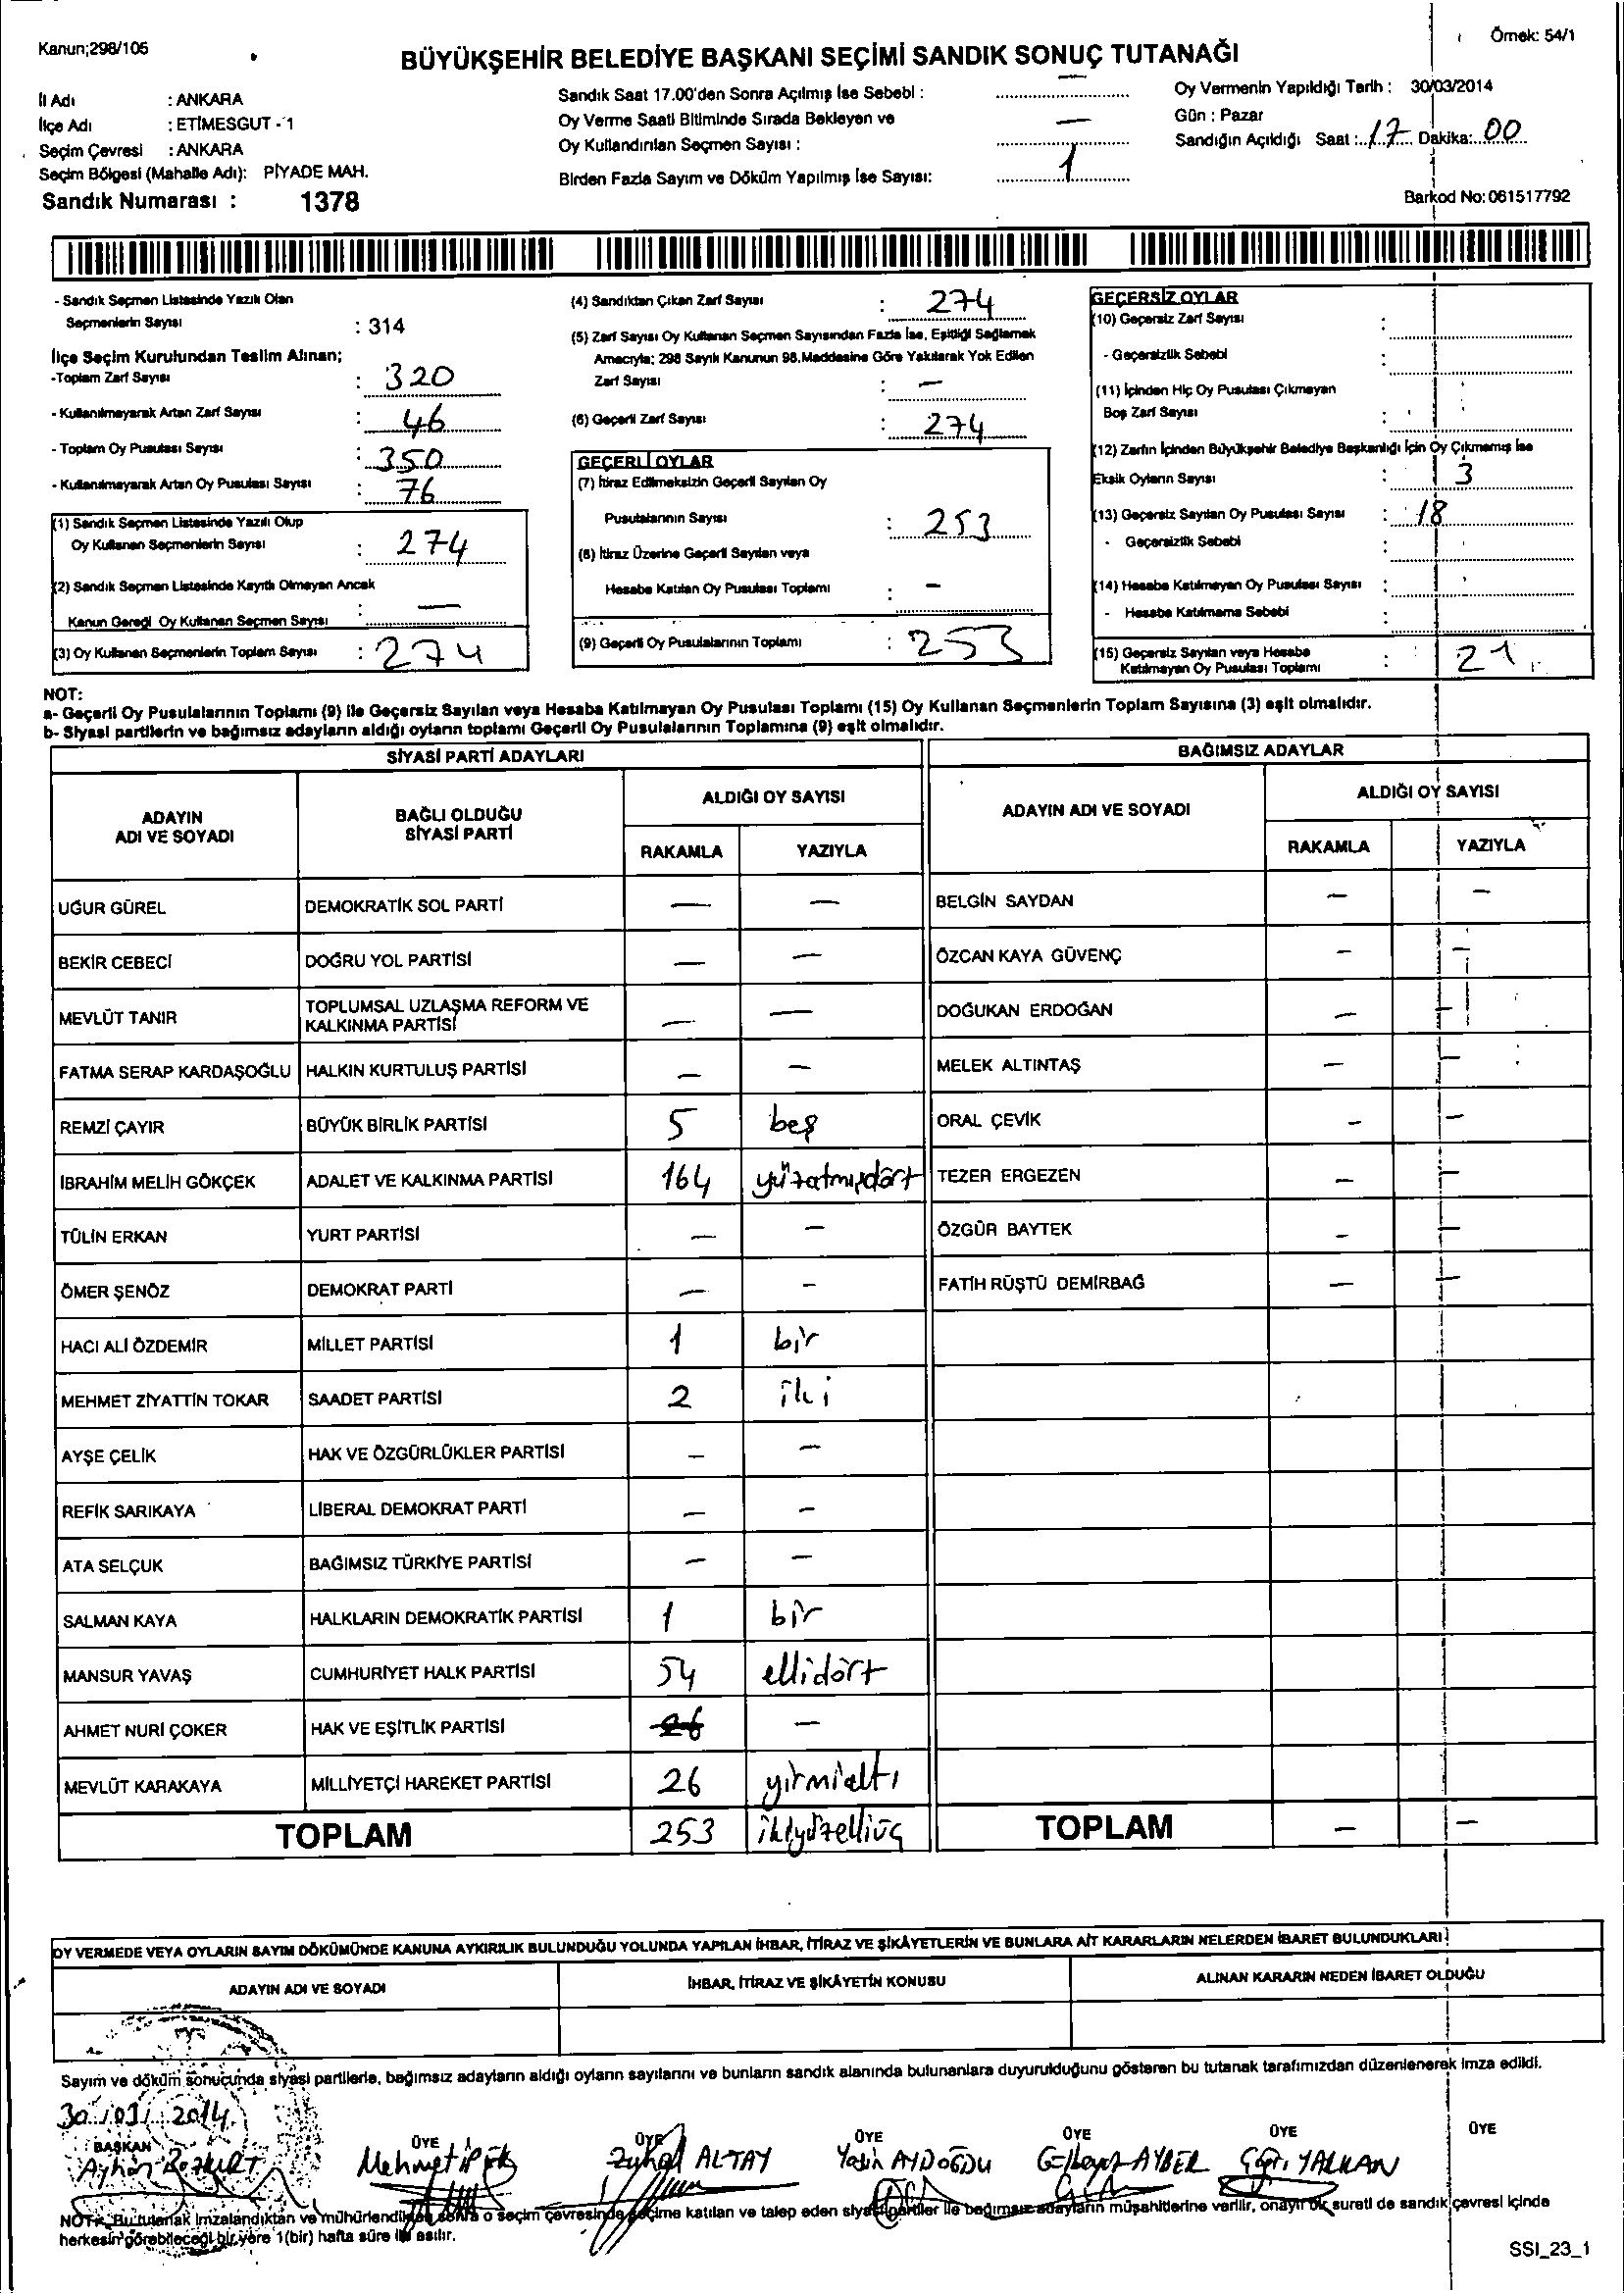 Kanun;298/105
Örnek: 54/1
BÜYÜKŞEHİR BELEDİYE BAŞKANI SEÇİMİ SANDIK SONUÇ TUTANAĞI
İl Adı : ANKARA
İlçe Adı : ETİMESGUT - 1
Seçim Çevresi : ANKARA
Seçim Bölgesi (Mahalle Adı): PİYADE MAH.
Sandık Numarası : 1378
Sandık Saat 17.00'den Sonra Açılmış İse Sebebi : —
Oy Verme Saati Bitiminde Sırada Bekleyen ve
Oy Kullandırılan Seçmen Sayısı : —
Birden Fazla Sayım ve Döküm Yapılmış İse Sayısı: 1
Oy Vermenin Yapıldığı Tarih : 30/03/2014
Gün : Pazar
Sandığın Açıldığı Saat : 17 Dakika: 00
Barkod No: 061517792
- Sandık Seçmen Listesinde Yazılı Olan
Seçmenlerin Sayısı : 314
İlçe Seçim Kurulundan Teslim Alınan;
-Toplam Zarf Sayısı : 320
- Kullanılmayarak Artan Zarf Sayısı : 46
- Toplam Oy Pusulası Sayısı : 350
- Kullanılmayarak Artan Oy Pusulası Sayısı : 76
(1) Sandık Seçmen Listesinde Yazılı Olup
Oy Kullanan Seçmenlerin Sayısı : 274
(2) Sandık Seçmen Listesinde Kayıtlı Olmayan Ancak
Kanun Gereği Oy Kullanan Seçmen Sayısı : —
(3) Oy Kullanan Seçmenlerin Toplam Sayısı : 274
(4) Sandıktan Çıkan Zarf Sayısı : 274
(5) Zarf Sayısı Oy Kullanan Seçmen Sayısından Fazla İse, Eşitliği Sağlamak
Amacıyla; 298 Sayılı Kanunun 98.Maddesine Göre Yakılarak Yok Edilen
Zarf Sayısı : —
(6) Geçerli Zarf Sayısı : 274
GEÇERLİ OYLAR
(7) İtiraz Edilmeksizin Geçerli Sayılan Oy
Pusulalarının Sayısı : 253
(8) İtiraz Üzerine Geçerli Sayılan veya
Hesaba Katılan Oy Pusulası Toplamı : -
(9) Geçerli Oy Pusulalarının Toplamı : 253
GEÇERSİZ OYLAR
(10) Geçersiz Zarf Sayısı :
- Geçersizlik Sebebi :
(11) İçinden Hiç Oy Pusulası Çıkmayan
Boş Zarf Sayısı :
(12) Zarfın İçinden Büyükşehir Belediye Başkanlığı İçin Oy Çıkmamış İse
Eksik Oyların Sayısı : 3
(13) Geçersiz Sayılan Oy Pusulası Sayısı : 18
- Geçersizlik Sebebi :
(14) Hesaba Katılmayan Oy Pusulası Sayısı :
- Hesaba Katılmama Sebebi :
(15) Geçersiz Sayılan veya Hesaba
Katılmayan Oy Pusulası Toplamı : 21
NOT:
a- Geçerli Oy Pusulalarının Toplamı (9) ile Geçersiz Sayılan veya Hesaba Katılmayan Oy Pusulası Toplamı (15) Oy Kullanan Seçmenlerin Toplam Sayısına (3) eşit olmalıdır.
b- Siyasi partilerin ve bağımsız adayların aldığı oyların toplamı Geçerli Oy Pusulalarının Toplamına (9) eşit olmalıdır.
SİYASİ PARTİ ADAYLARI
ADAYIN
ADI VE SOYADI
BAĞLI OLDUĞU
SİYASİ PARTİ
ALDIĞI OY SAYISI
RAKAMLA YAZIYLA
UĞUR GÜREL DEMOKRATİK SOL PARTİ — —
BEKİR CEBECİ DOĞRU YOL PARTİSİ — —
MEVLÜT TANIR TOPLUMSAL UZLAŞMA REFORM VE
KALKINMA PARTİSİ — —
FATMA SERAP KARDAŞOĞLU HALKIN KURTULUŞ PARTİSİ — —
REMZİ ÇAYIR BÜYÜK BİRLİK PARTİSİ 5 beş
İBRAHİM MELİH GÖKÇEK ADALET VE KALKINMA PARTİSİ 164 yüzatmışdört
TÜLİN ERKAN YURT PARTİSİ — —
ÖMER ŞENÖZ DEMOKRAT PARTİ — —
HACI ALİ ÖZDEMİR MİLLET PARTİSİ 1 bir
MEHMET ZİYATTİN TOKAR SAADET PARTİSİ 2 iki
AYŞE ÇELİK HAK VE ÖZGÜRLÜKLER PARTİSİ — —
REFİK SARIKAYA LİBERAL DEMOKRAT PARTİ — —
ATA SELÇUK BAĞIMSIZ TÜRKİYE PARTİSİ — —
SALMAN KAYA HALKLARIN DEMOKRATİK PARTİSİ 1 bir
MANSUR YAVAŞ CUMHURİYET HALK PARTİSİ 54 ellidört
AHMET NURİ ÇOKER HAK VE EŞİTLİK PARTİSİ 26 —
MEVLÜT KARAKAYA MİLLİYETÇİ HAREKET PARTİSİ 26 yirmialtı
TOPLAM 253 ikiyüzelliüç
BAĞIMSIZ ADAYLAR
ADAYIN ADI VE SOYADI
ALDIĞI OY SAYISI
RAKAMLA YAZIYLA
BELGİN SAYDAN — —
ÖZCAN KAYA GÜVENÇ — —
DOĞUKAN ERDOĞAN — —
MELEK ALTINTAŞ — —
ORAL ÇEVİK — —
TEZER ERGEZEN — —
ÖZGÜR BAYTEK — —
FATİH RÜŞTÜ DEMİRBAĞ — —
TOPLAM — —
OY VERMEDE VEYA OYLARIN SAYIM DÖKÜMÜNDE KANUNA AYKIRILIK BULUNDUĞU YOLUNDA YAPILAN İHBAR, İTİRAZ VE ŞİKÂYETLERİN VE BUNLARA AİT KARARLARIN NELERDEN İBARET BULUNDUKLARI
ADAYIN ADI VE SOYADI
İHBAR, İTİRAZ VE ŞİKÂYETİN KONUSU
ALINAN KARARIN NEDEN İBARET OLDUĞU
Sayım ve döküm sonucunda siyasi partilerle, bağımsız adayların aldığı oyların sayılarını ve bunların sandık alanında bulunanlara duyurulduğunu gösteren bu tutanak tarafımızdan düzenlenerek imza edildi.
30/03/2014
BAŞKAN ÜYE ÜYE ÜYE ÜYE ÜYE ÜYE
Ayhan BOZKURT Mehmet Zuhal ALTAY Yasin AYDOĞDU AYBER YALKAN
NOT: Bu tutanak imzalandıktan ve mühürlendikten sonra o seçim çevresinde seçime katılan ve talep eden siyasi partiler ile bağımsız adayların müşahitlerine verilir, onaylı bir sureti de sandık çevresi içinde
herkesin görebileceği bir yere 1(bir) hafta süre ile asılır.
SSI_23_1